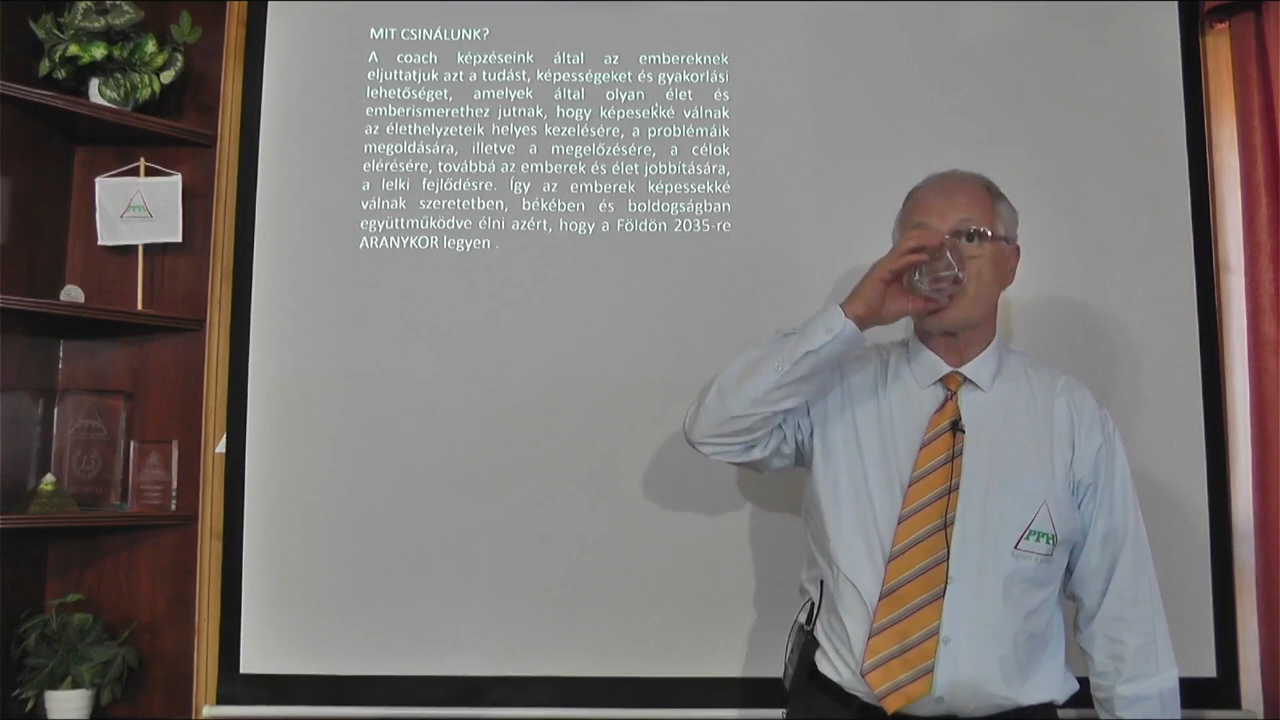 MIT CSINÁLUNK?
A coach képzéseink által az embereknek
eljuttatjuk azt a tudást, képességeket és gyakorlási
lehetőséget, amelyek által olyan élet és
emberismerethez jutnak, hogy képesekké válnak
az élethelyzeteik helyes kezelésére, a problémáik
megoldására, illetve a megelőzésére, a célok
elérésére, továbbá az emberek és élet jobbítására,
a lelki fejlődésre. Így az emberek képessekké
válnak szeretetben, békében és boldogságban
együttműködve élni azért, hogy a Földön 2035-re
ARANYKOR legyen .
PPH
PPH